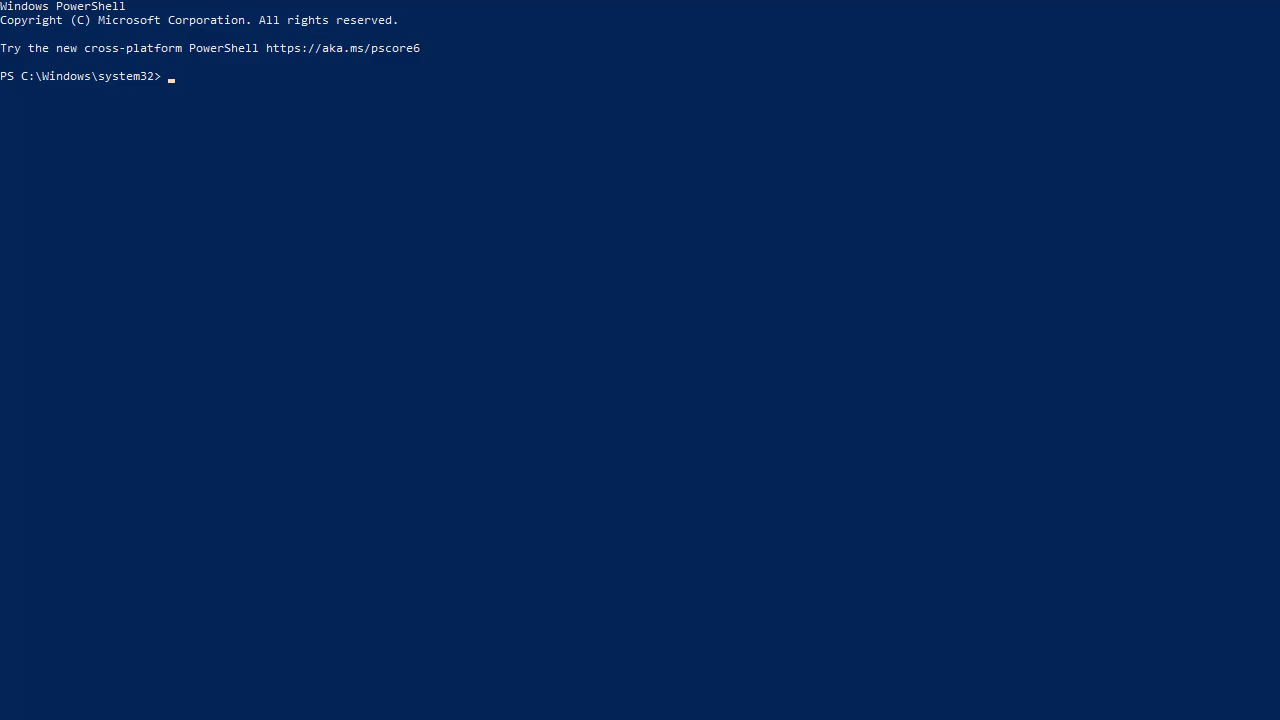 Windows PowerShell
Copyright (C) Microsoft Corporation. All rights reserved.
Try the new cross-platform PowerShell https://aka.ms/pscore6
PS C:\Windows\system32>